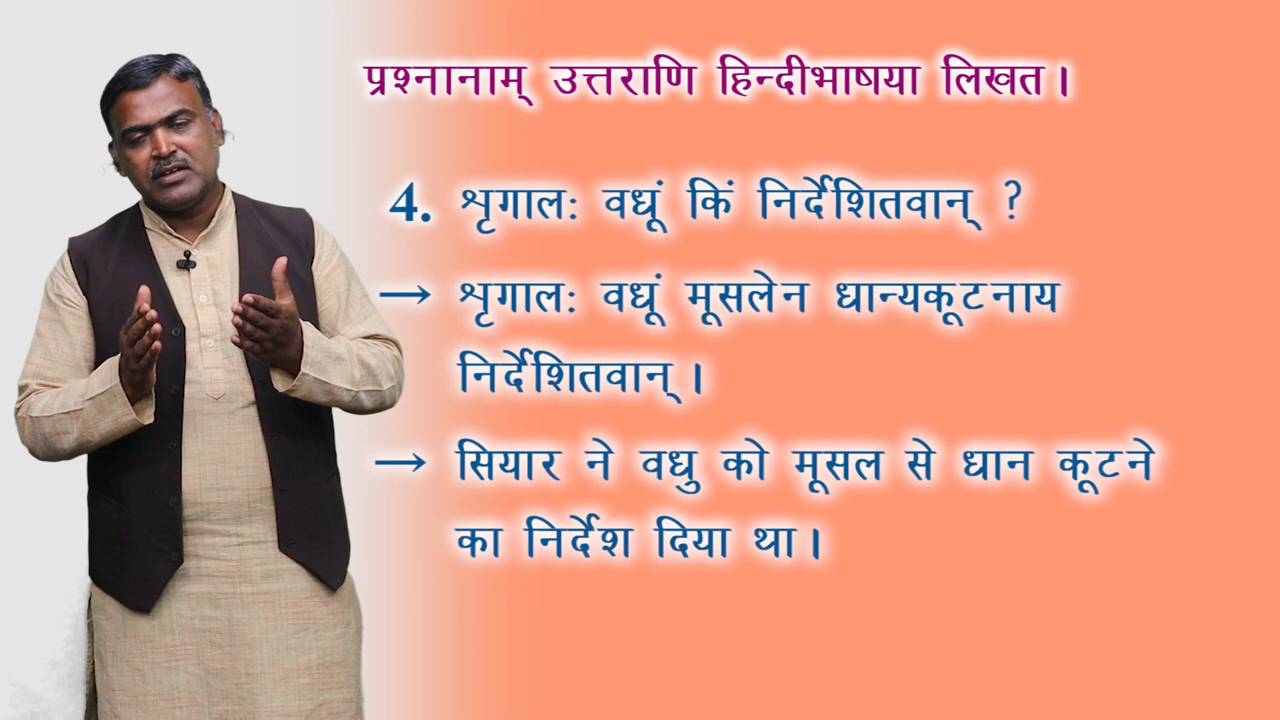 प्रश्नानाम् उत्तराणि हिन्दीभाषया लिखत।
4. शृगालः वधूं किं निर्देशितवान् ?
→ शृगालः वधूं मूसलेन धान्यकूटनाय
निर्देशितवान्।
→ सियार ने वधु को मूसल से धान कूटने
का निर्देश दिया था।